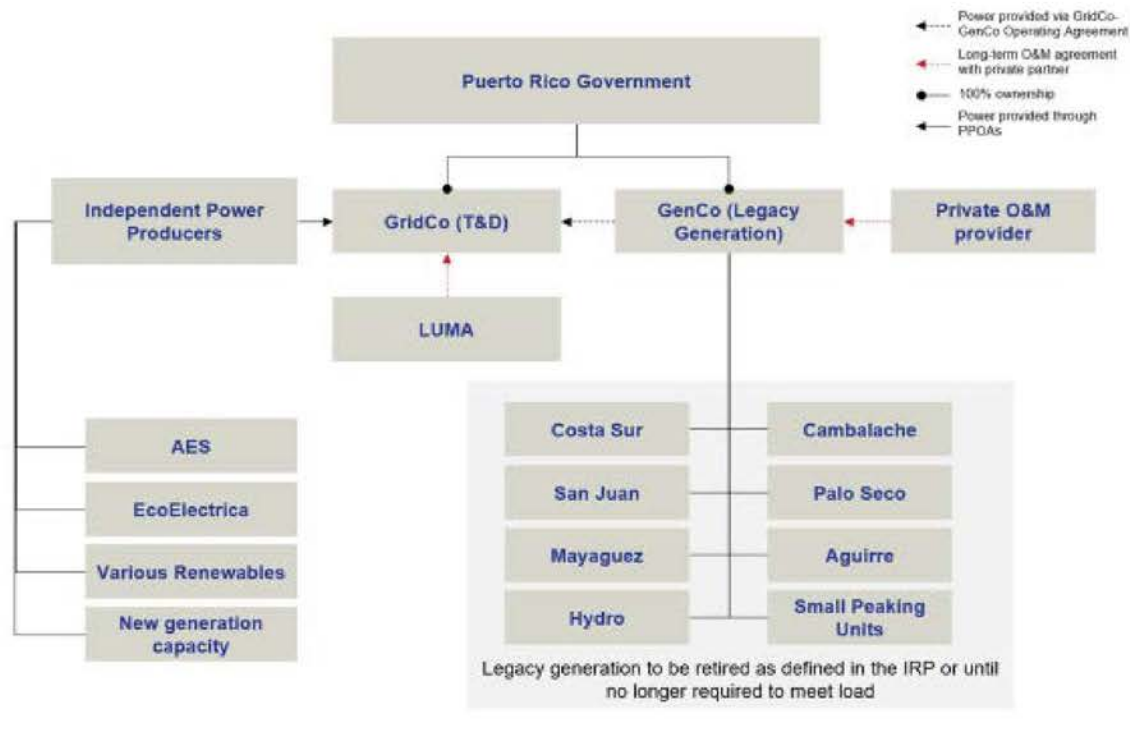 Power provided via GridCo-
GenCo Operating Agreement
Long-term O&M agreement
with private partner
100% ownership
Power provided through
PPOAs
Puerto Rico Government
Independent Power
Producers
GridCo (T&D)
GenCo (Legacy
Generation)
Private O&M
provider
LUMA
AES
EcoElectrica
Various Renewables
New generation
capacity
Costa Sur
Cambalache
San Juan
Palo Seco
Mayaguez
Aguirre
Hydro
Small Peaking
Units
Legacy generation to be retired as defined in the IRP or until
no longer required to meet load